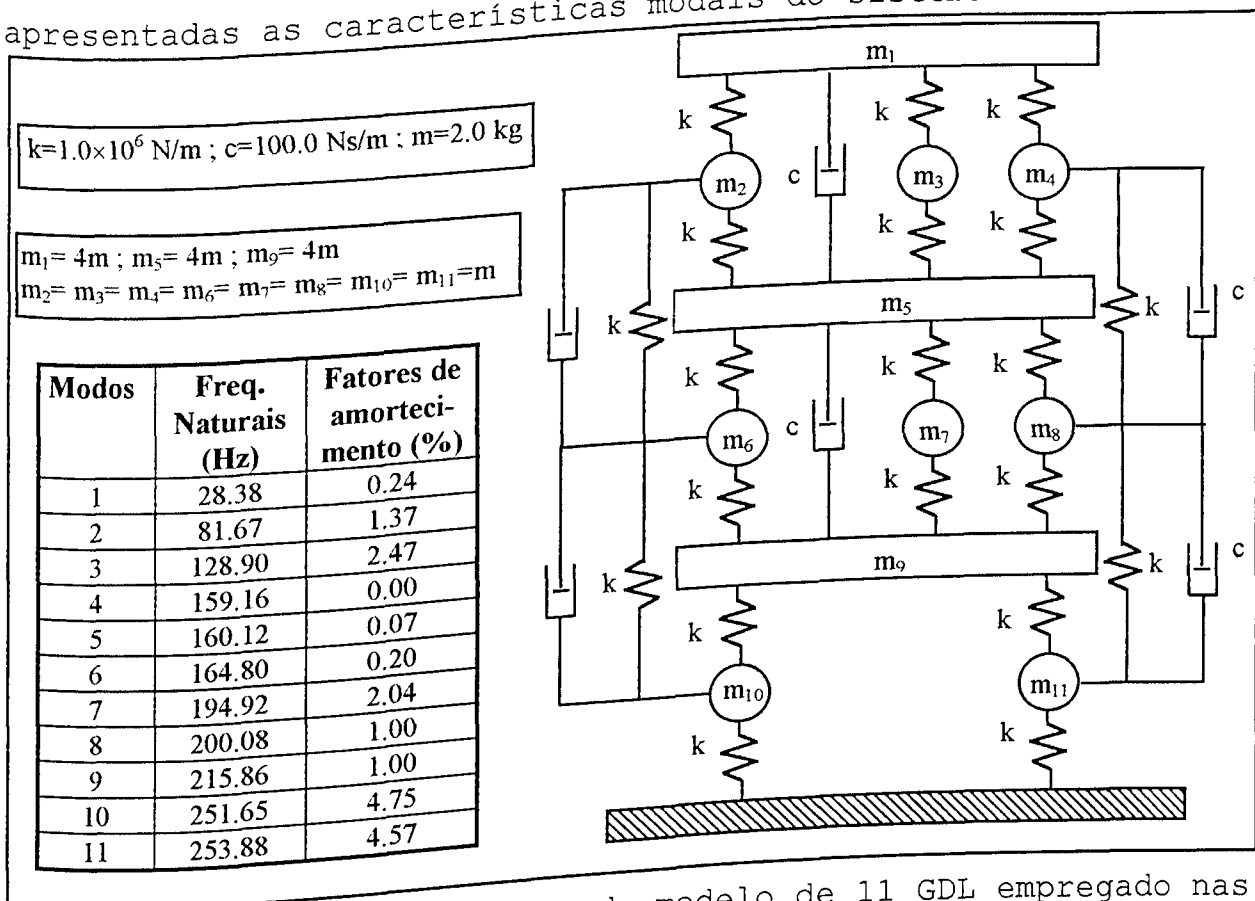 apresentadas as características modais do
k=1.0×10⁶ N/m ; c=100.0 Ns/m ; m=2.0 kg
m₁= 4m ; m₅= 4m ; m₉= 4m
m₂= m₃= m₄= m₆= m₇= m₈= m₁₀= m₁₁=m
Modos Freq. Naturais (Hz) Fatores de amorteci- mento (%)
1 28.38 0.24
2 81.67 1.37
3 128.90 2.47
4 159.16 0.00
5 160.12 0.07
6 164.80 0.20
7 194.92 2.04
8 200.08 1.00
9 215.86 1.00
10 251.65 4.75
11 253.88 4.57
m₁
k k k
m₂ c m₃ m₄
k k k
m₅
k k c
k k k
m₆ c m₇ m₈
k k k
m₉
k k c
k k
m₁₀ m₁₁
k k
modelo de 11 GDL empregado nas